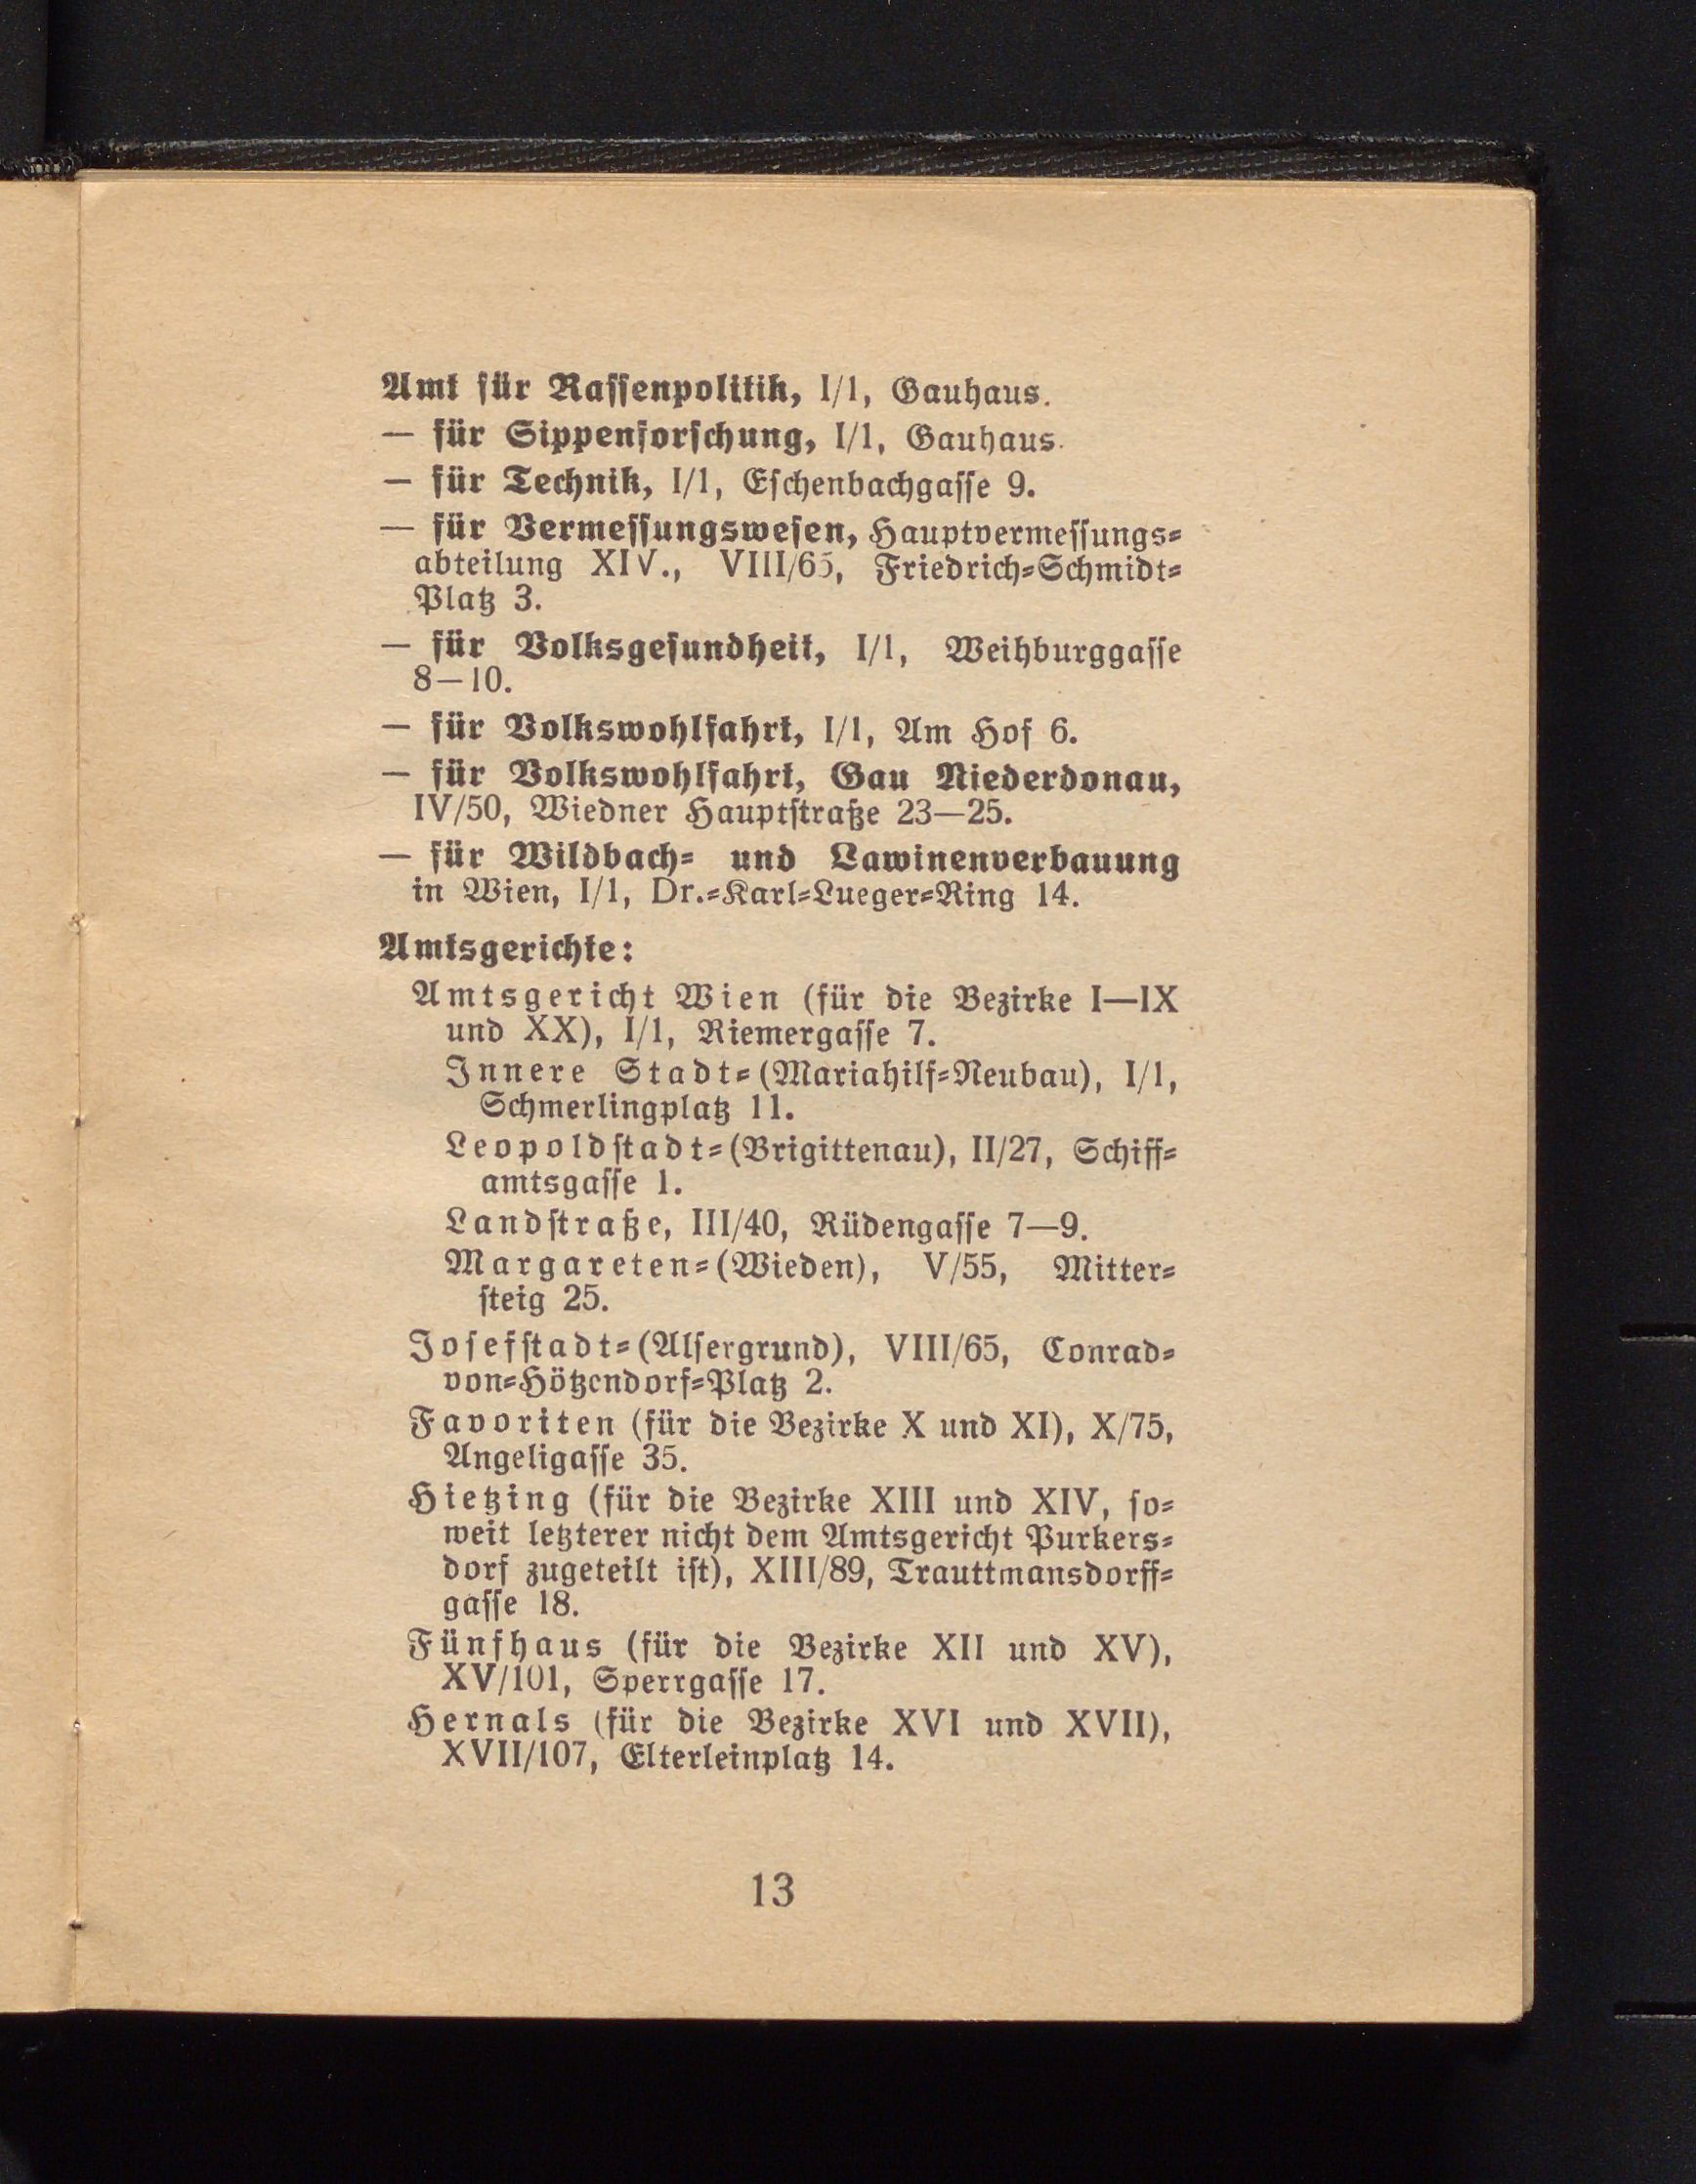 Amt für Rassenpolitik, I/1, Gauhaus.
— für Sippenforschung, I/1, Gauhaus.
— für Technik, I/1, Eschenbachgasse 9.
— für Vermessungswesen, Hauptvermessungs-
abteilung XIV., VIII/65, Friedrich-Schmidt-
Platz 3.
— für Volksgesundheit, I/1, Weihburggasse
8—10.
— für Volkswohlfahrt, I/1, Am Hof 6.
— für Volkswohlfahrt, Gau Niederdonau,
IV/50, Wiedner Hauptstraße 23—25.
— für Wildbach- und Lawinenverbauung
in Wien, I/1, Dr.-Karl-Lueger-Ring 14.
Amtsgerichte:
Amtsgericht Wien (für die Bezirke I—IX
und XX), I/1, Riemergasse 7.
Innere Stadt-(Mariahilf-Neubau), I/1,
Schmerlingplatz 11.
Leopoldstadt-(Brigittenau), II/27, Schiff-
amtsgasse 1.
Landstraße, III/40, Rüdengasse 7—9.
Margareten-(Wieden), V/55, Mitter-
steig 25.
Josefstadt-(Alsergrund), VIII/65, Conrad-
von-Hötzendorf-Platz 2.
Favoriten (für die Bezirke X und XI), X/75,
Angeligasse 35.
Hietzing (für die Bezirke XIII und XIV, so-
weit letzterer nicht dem Amtsgericht Purkers-
dorf zugeteilt ist), XIII/89, Trauttmansdorff-
gasse 18.
Fünfhaus (für die Bezirke XII und XV),
XV/101, Sperrgasse 17.
Hernals (für die Bezirke XVI und XVII),
XVII/107, Elterleinplatz 14.
13